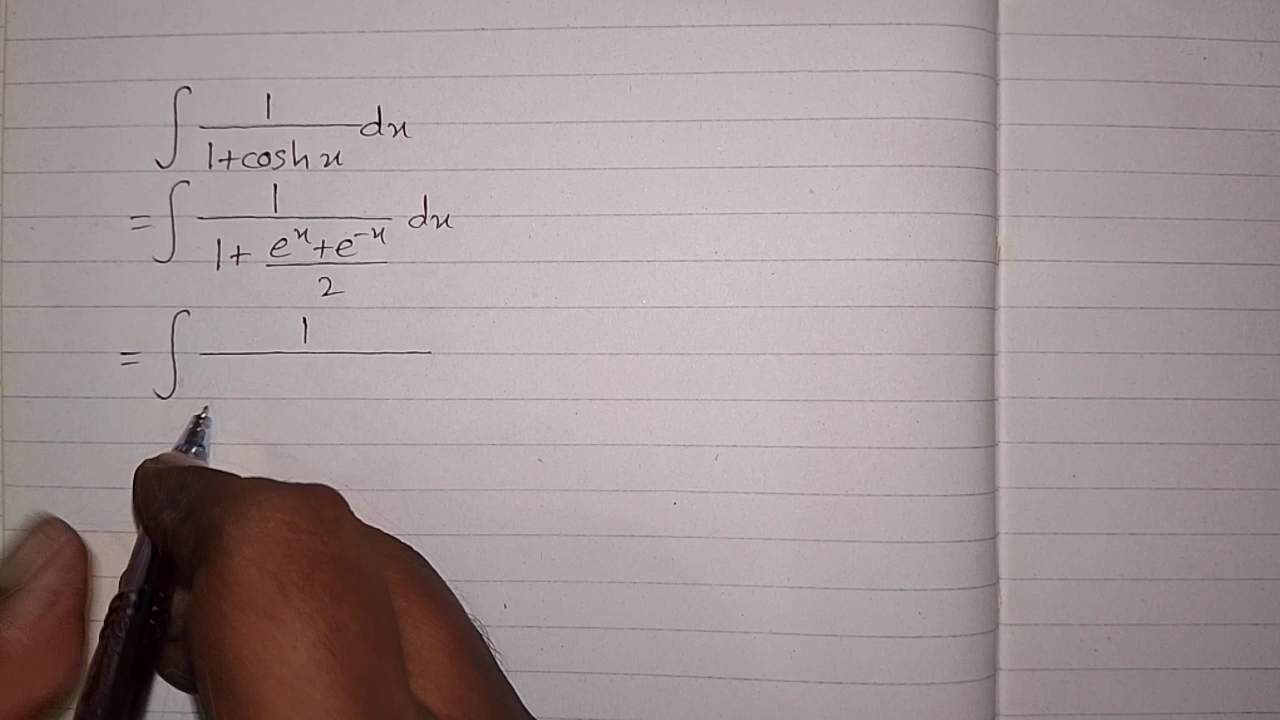 ∫ 1/(1+cosh x) dx
= ∫ 1/(1+ (e^x+e^-x)/2) dx
= ∫ 1/